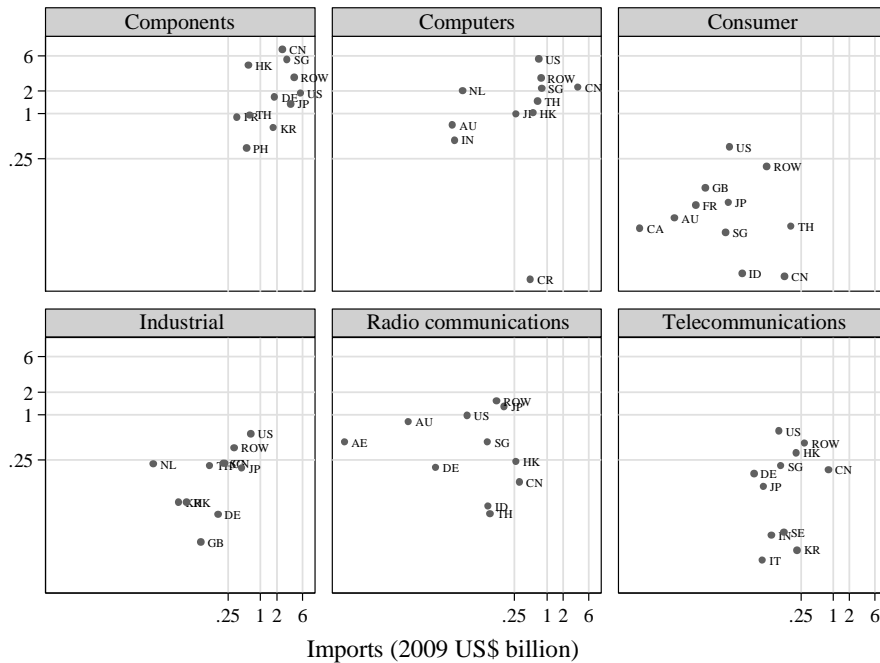 Components Computers Consumer
6
2
1
.25
CN
SG
HK
ROW
US
DE
JP
FR
TH
KR
PH
US
ROW
CN
NL
SG
TH
JP
HK
AU
IN
CR
US
ROW
GB
FR
JP
AU
CA
SG
TH
ID
CN
Industrial Radio communications Telecommunications
6
2
1
.25
US
ROW
NL
TH
CN
JP
KR
HK
DE
GB
ROW
JP
US
AU
AE
SG
HK
DE
CN
ID
TH
US
ROW
HK
SG
CN
DE
JP
SE
IN
KR
IT
.25 1 2 6 .25 1 2 6 .25 1 2 6
Imports (2009 US$ billion)